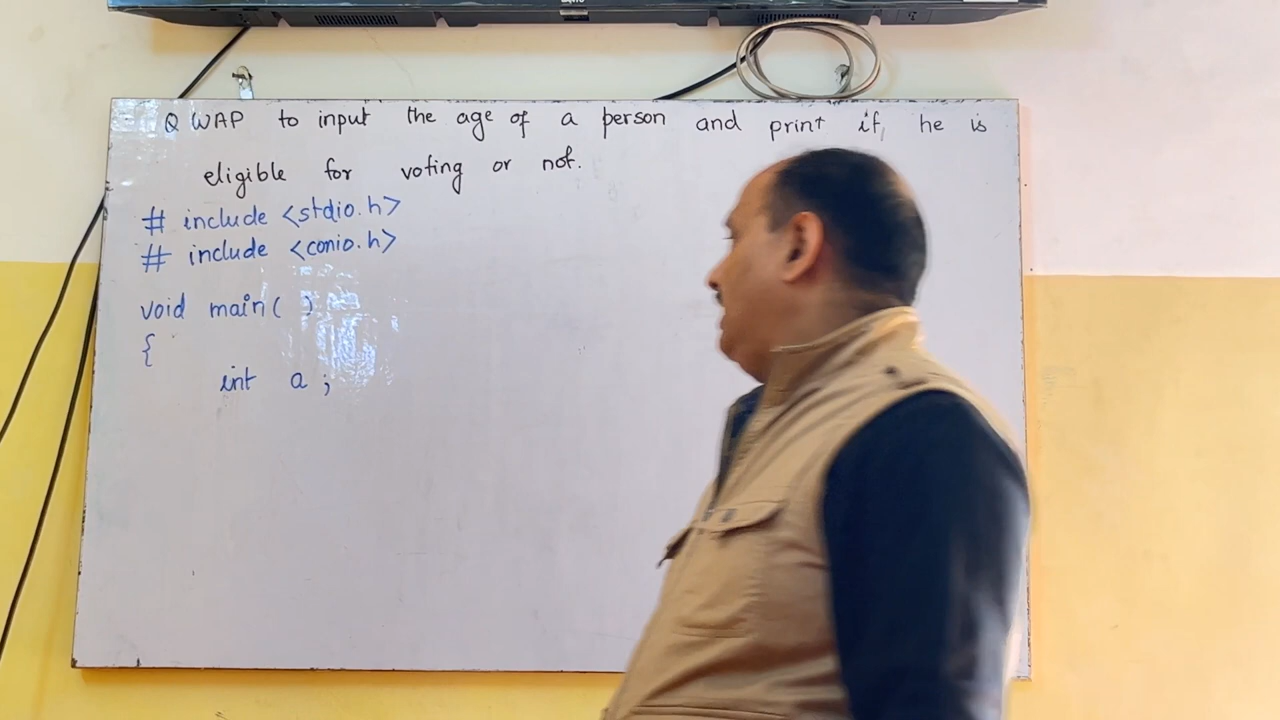 Q WAP to input the age of a person and print if he is
eligible for voting or not.
# include <stdio.h>
# include <conio.h>
void main( )
{
int a ;